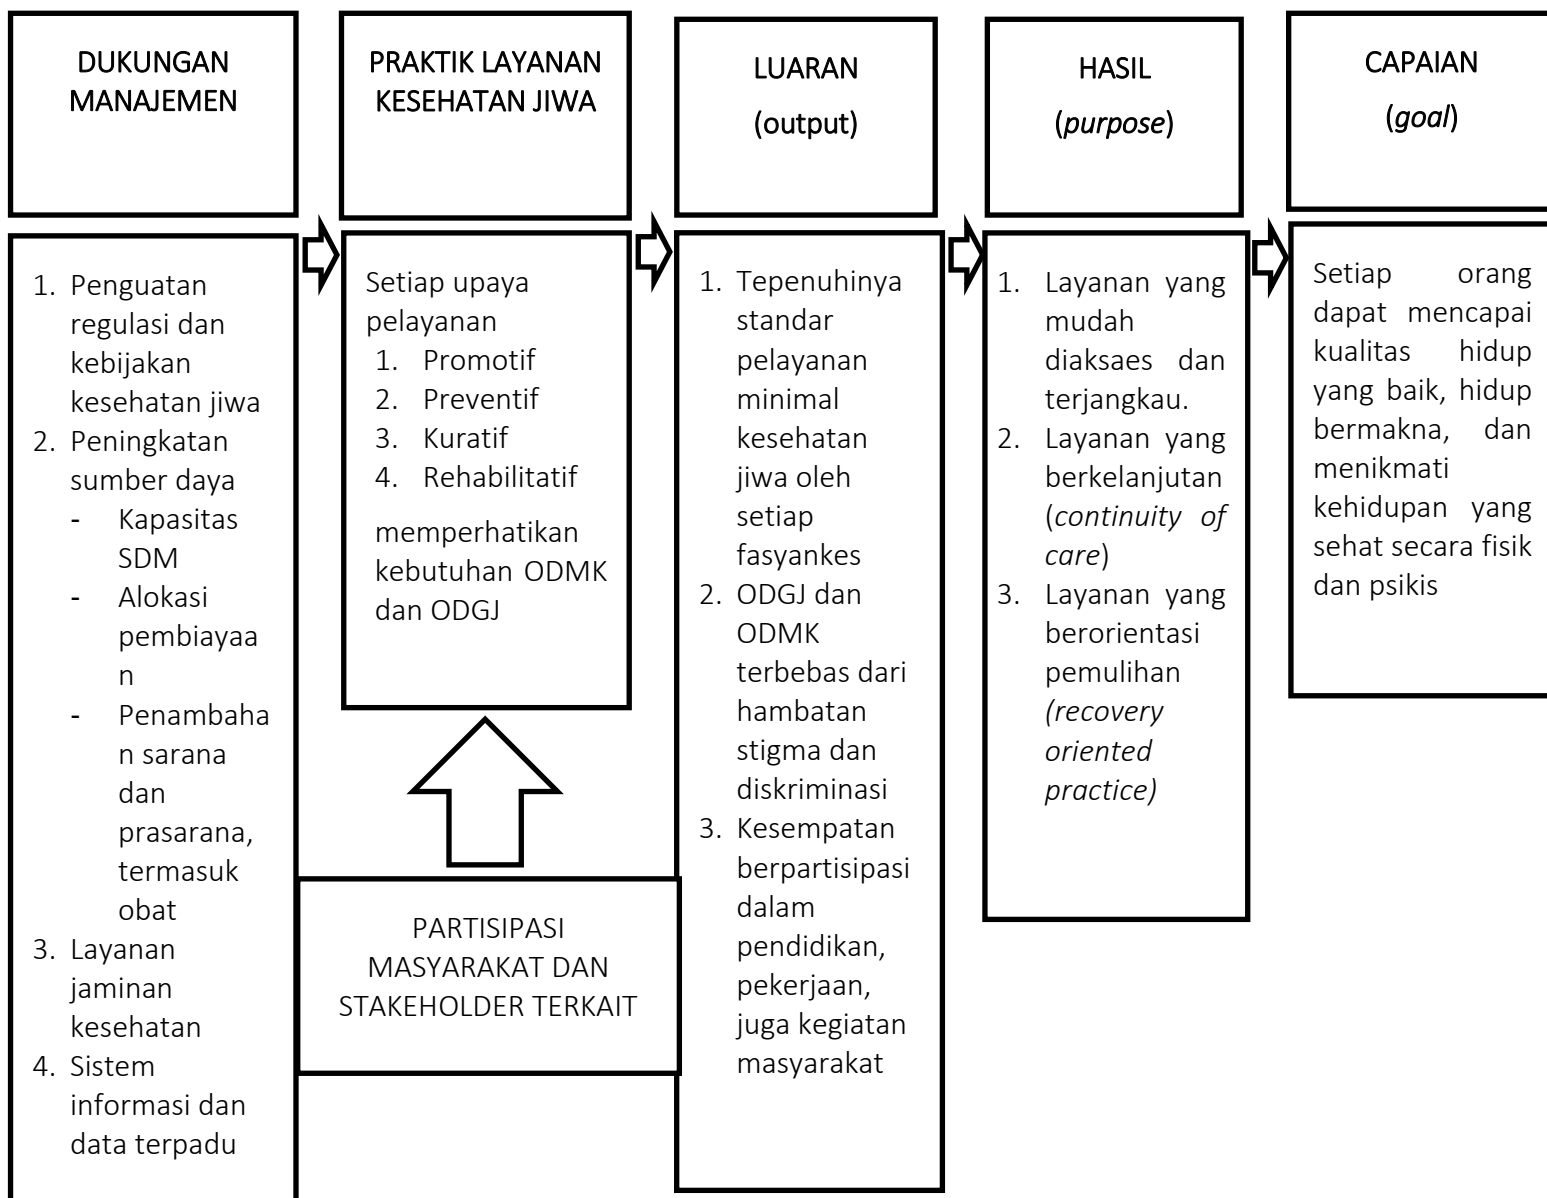 DUKUNGAN
MANAJEMEN
PRAKTIK LAYANAN
KESEHATAN JIWA
LUARAN
(output)
HASIL
(purpose)
CAPAIAN
(goal)
1. Penguatan
regulasi dan
kebijakan
kesehatan jiwa
2. Peningkatan
sumber daya
- Kapasitas
SDM
- Alokasi
pembiayaa
n
- Penambaha
n sarana
dan
prasarana,
termasuk
obat
3. Layanan
jaminan
kesehatan
4. Sistem
informasi dan
data terpadu
Setiap upaya
pelayanan
1. Promotif
2. Preventif
3. Kuratif
4. Rehabilitatif
memperhatikan
kebutuhan ODMK
dan ODGJ
PARTISIPASI
MASYARAKAT DAN
STAKEHOLDER TERKAIT
1. Tepenuhinya
standar
pelayanan
minimal
kesehatan
jiwa oleh
setiap
fasyankes
2. ODGJ dan
ODMK
terbebas dari
hambatan
stigma dan
diskriminasi
3. Kesempatan
berpartisipasi
dalam
pendidikan,
pekerjaan,
juga kegiatan
masyarakat
1. Layanan yang
mudah
diaksaes dan
terjangkau.
2. Layanan yang
berkelanjutan
(continuity of
care)
3. Layanan yang
berorientasi
pemulihan
(recovery
oriented
practice)
Setiap orang
dapat mencapai
kualitas hidup
yang baik, hidup
bermakna, dan
menikmati
kehidupan yang
sehat secara fisik
dan psikis